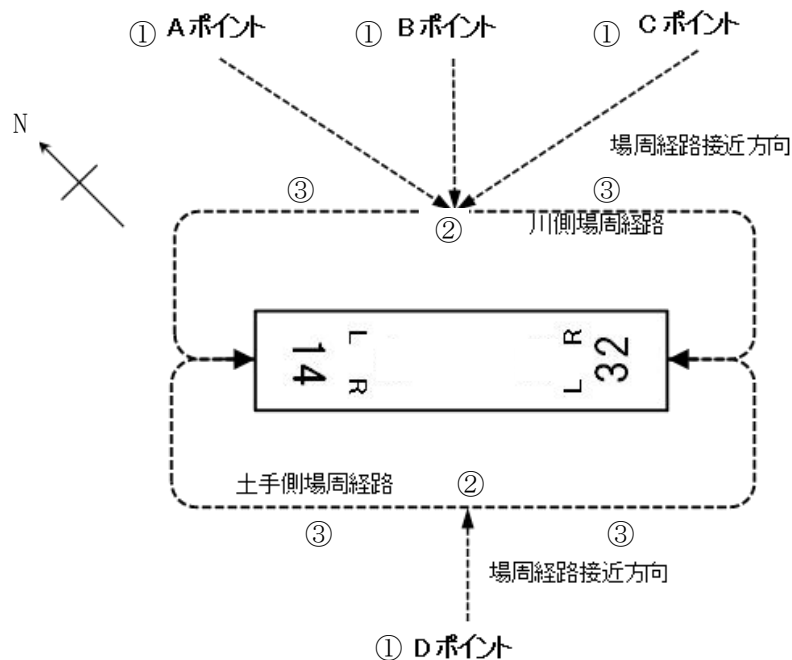 ① Aポイント
① Bポイント
① Cポイント
N
場周経路接近方向
③
③
②
川側場周経路
14
L
R
R
L
32
土手側場周経路
②
③
③
場周経路接近方向
① Dポイント